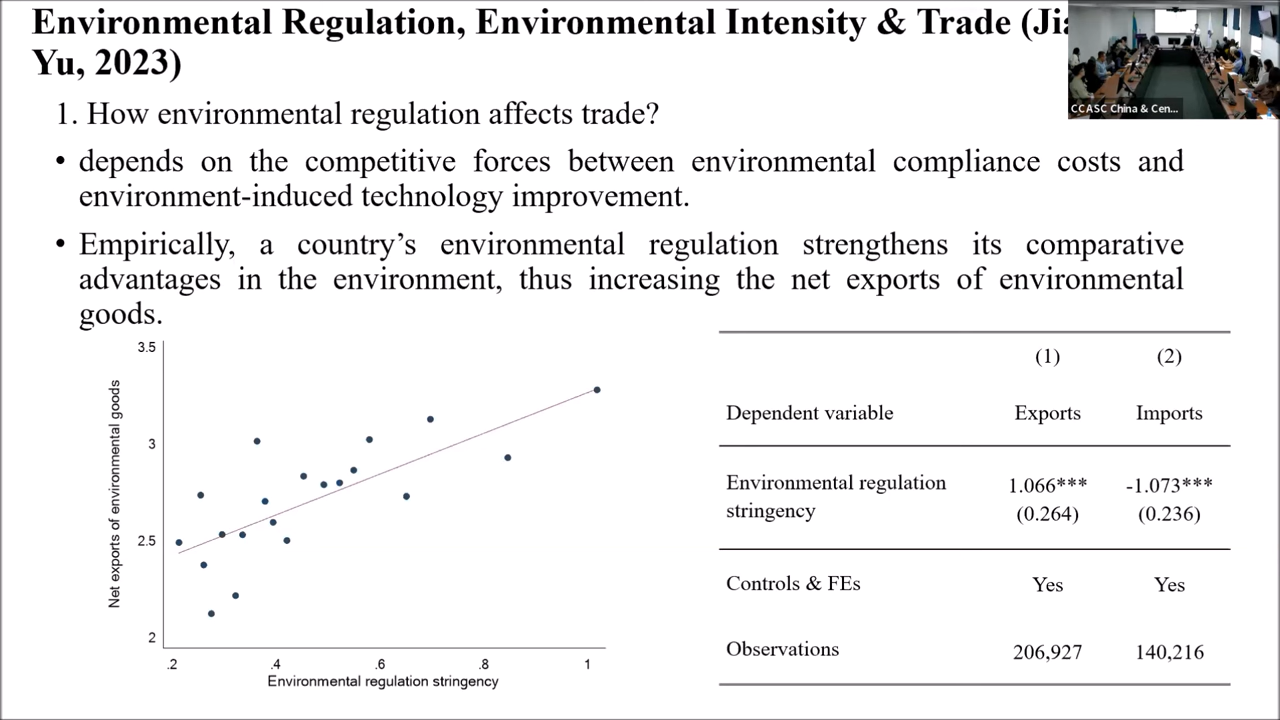 Environmental Regulation, Environmental Intensity & Trade
Yu, 2023)
CCASC China & Cen...
1. How environmental regulation affects trade?
• depends on the competitive forces between environmental compliance costs and
environment-induced technology improvement.
• Empirically, a country’s environmental regulation strengthens its comparative
advantages in the environment, thus increasing the net exports of environmental
goods.
3.5
3
2.5
2
Net exports of environmental goods
.2 .4 .6 .8 1
Environmental regulation stringency
(1) (2)
Dependent variable Exports Imports
Environmental regulation
stringency
1.066*** -1.073***
(0.264) (0.236)
Controls & FEs Yes Yes
Observations 206,927 140,216